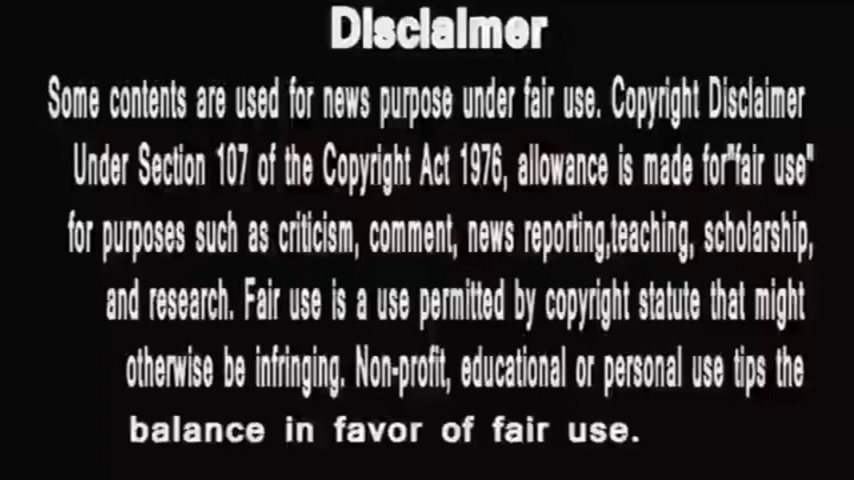 Disclaimer
Some contents are used for news purpose under fair use. Copyright Disclaimer
Under Section 107 of the Copyright Act 1976, allowance is made for"fair use"
for purposes such as criticism, comment, news reporting,teaching, scholarship,
and research. Fair use is a use permitted by copyright statute that might
otherwise be infringing. Non-profit, educational or personal use tips the
balance in favor of fair use.